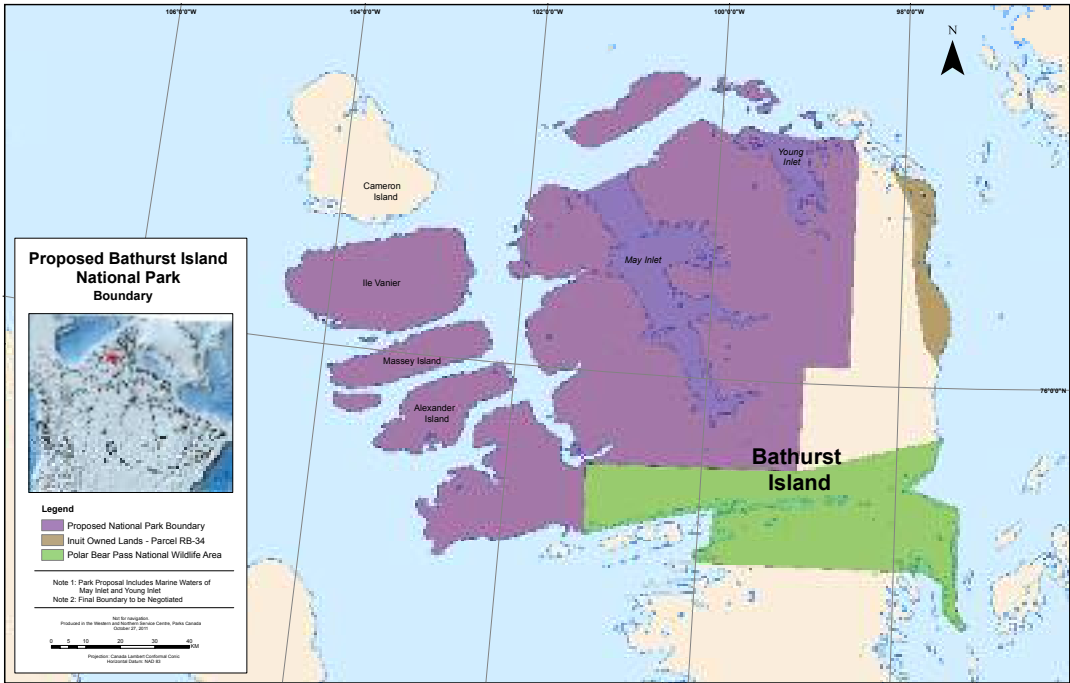 106°0'0"W
104°0'0"W
102°0'0"W
100°0'0"W
98°0'0"W
N
Young
Inlet
Cameron
Island
May Inlet
Ile Vanier
Massey Island
Alexander
Island
76°0'0"N
Bathurst
Island
Proposed Bathurst Island
National Park
Boundary
Legend
Proposed National Park Boundary
Inuit Owned Lands - Parcel RB-34
Polar Bear Pass National Wildlife Area
Note 1: Park Proposal Includes Marine Waters of
May Inlet and Young Inlet
Note 2: Final Boundary to be Negotiated
Not for navigation
Produced in the Western and Northern Service Centre, Parks Canada
October 27, 2011
0 5 10 20 30 40
KM
Projection: Canada Lambert Conformal Conic
Horizontal Datum: NAD 83